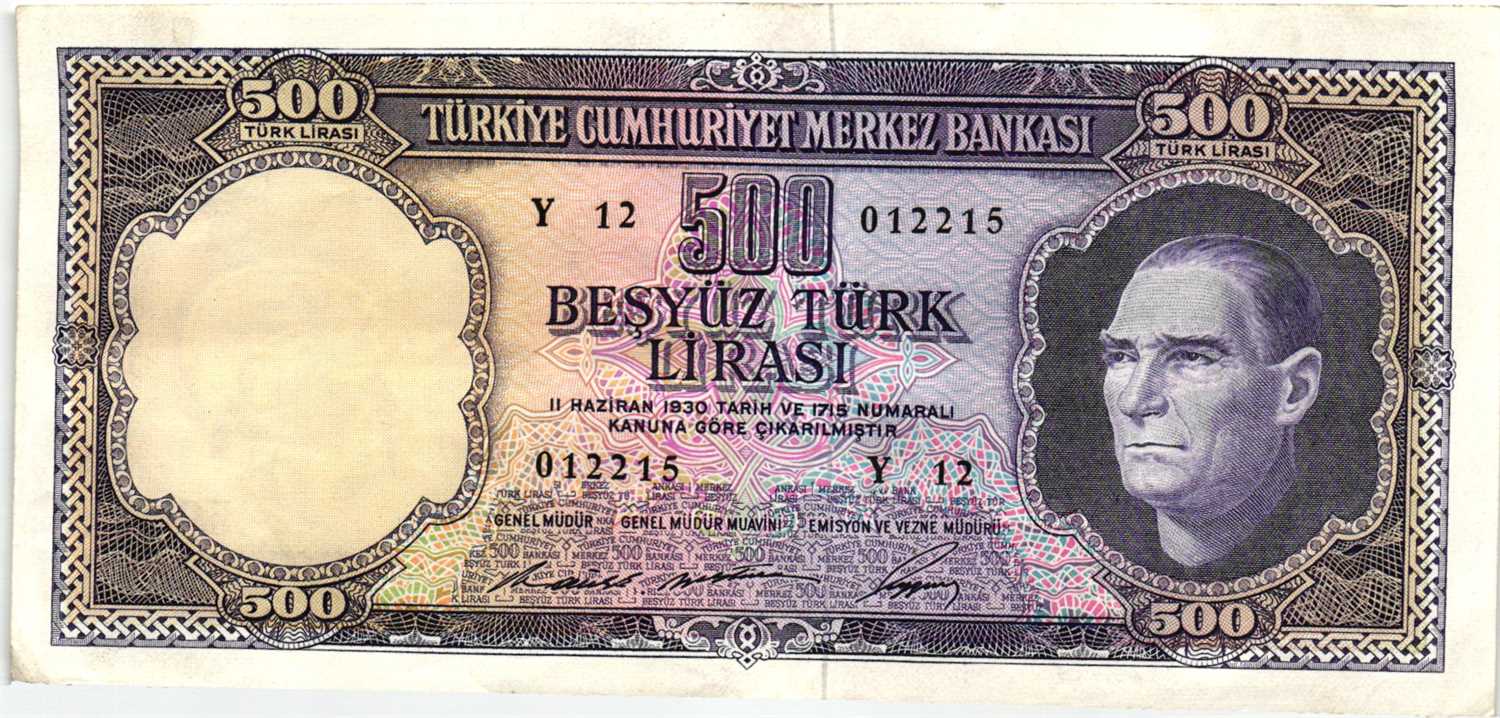 500
TÜRK LİRASI
TÜRKİYE CUMHURİYET MERKEZ BANKASI
500
TÜRK LİRASI
Y 12
500
012215
BEŞYÜZ TÜRK
LİRASI
11 HAZİRAN 1930 TARİH VE 1715 NUMARALI
KANUNA GÖRE ÇIKARILMIŞTIR
012215
Y 12
GENEL MÜDÜR
GENEL MÜDÜR MUAVİNİ
EMİSYON VE VEZNE MÜDÜRÜ
500
500